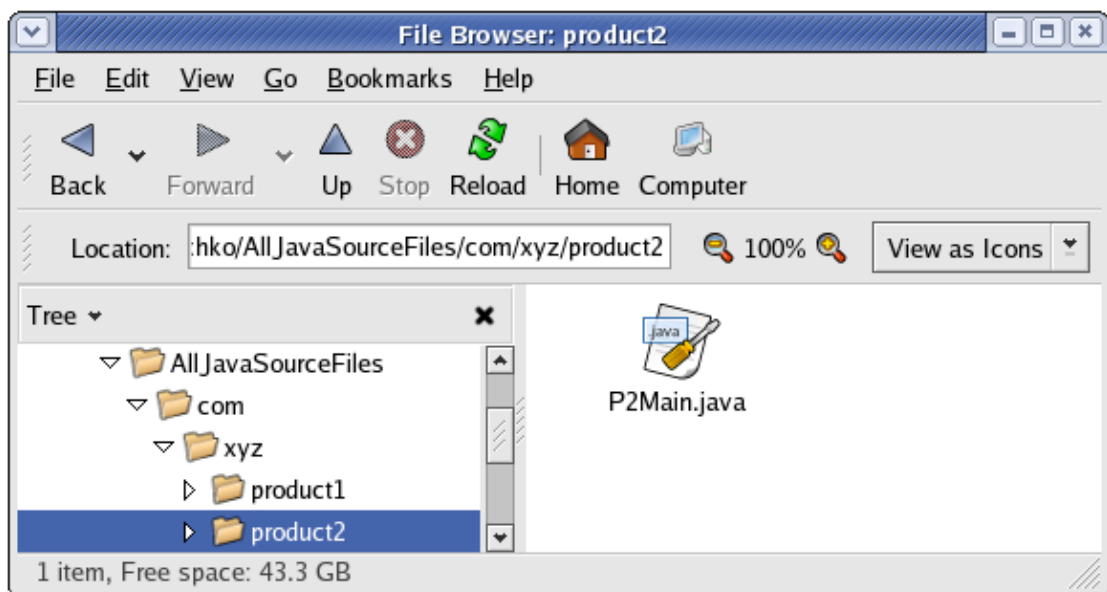 File Browser: product2
File Edit View Go Bookmarks Help
Back Forward Up Stop Reload Home Computer
Location: :hko/AllJavaSourceFiles/com/xyz/product2 100% View as Icons
Tree
AllJavaSourceFiles
com
xyz
product1
product2
.java
P2Main.java
1 item, Free space: 43.3 GB